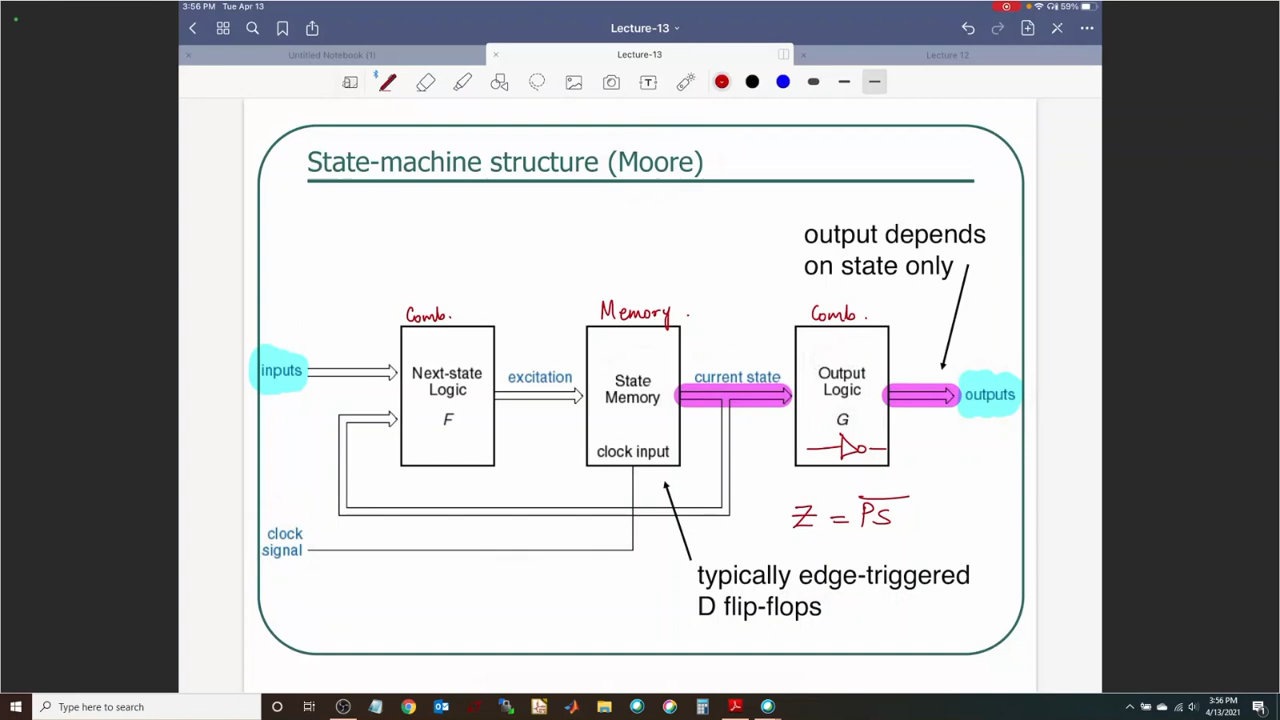 3:56 PM Tue Apr 13
59%
Lecture-13
Untitled Notebook (1)
Lecture-13
Lecture 12
State-machine structure (Moore)
output depends
on state only
Comb.
Memory.
Comb.
inputs
Next-state
Logic
F
excitation
State
Memory
clock input
current state
Output
Logic
G
outputs
Z = \overline{PS}
clock
signal
typically edge-triggered
D flip-flops
Type here to search
3:56 PM
4/13/2021